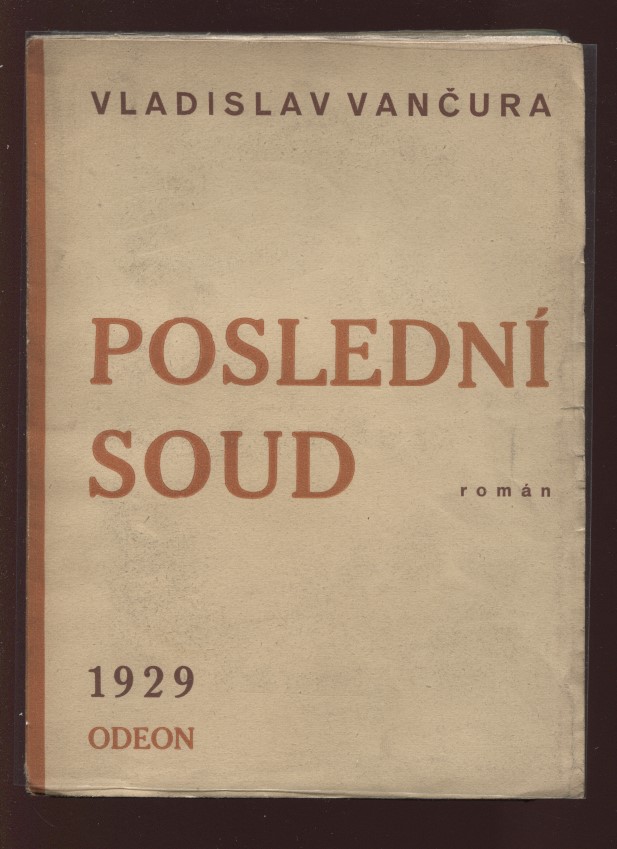 VLADISLAV VANČURA
POSLEDNÍ
SOUD
román
1929
ODEON